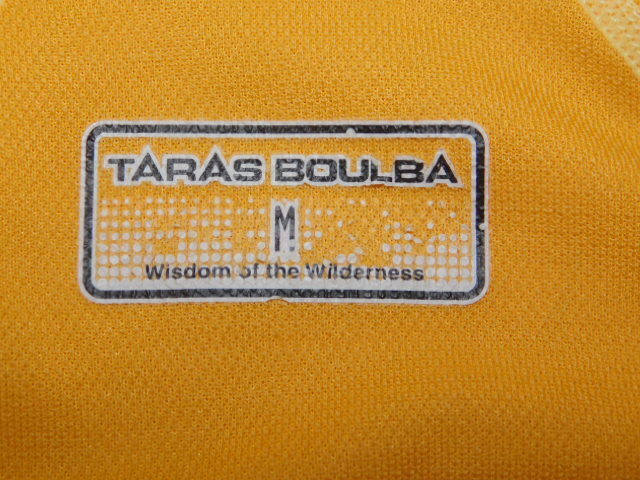 TARAS BOULBA
M
Wisdom of the Wilderness